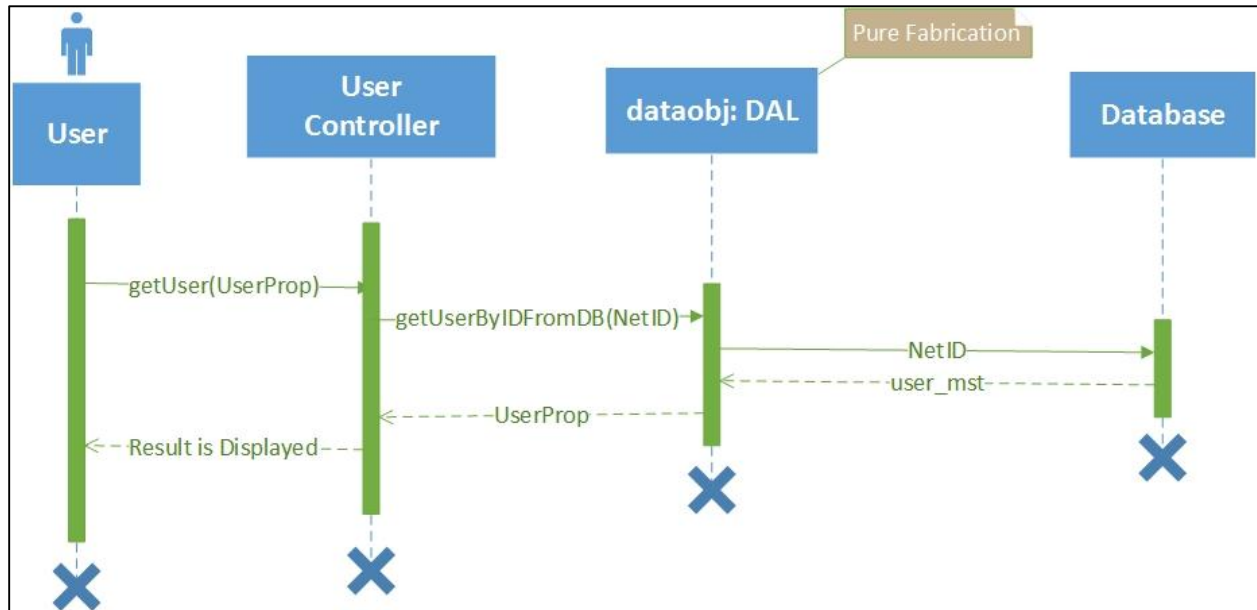 Pure Fabrication
User
User
Controller
dataobj: DAL
Database
getUser(UserProp)
getUserByIDFromDB(NetID)
NetID
user_mst
UserProp
Result is Displayed